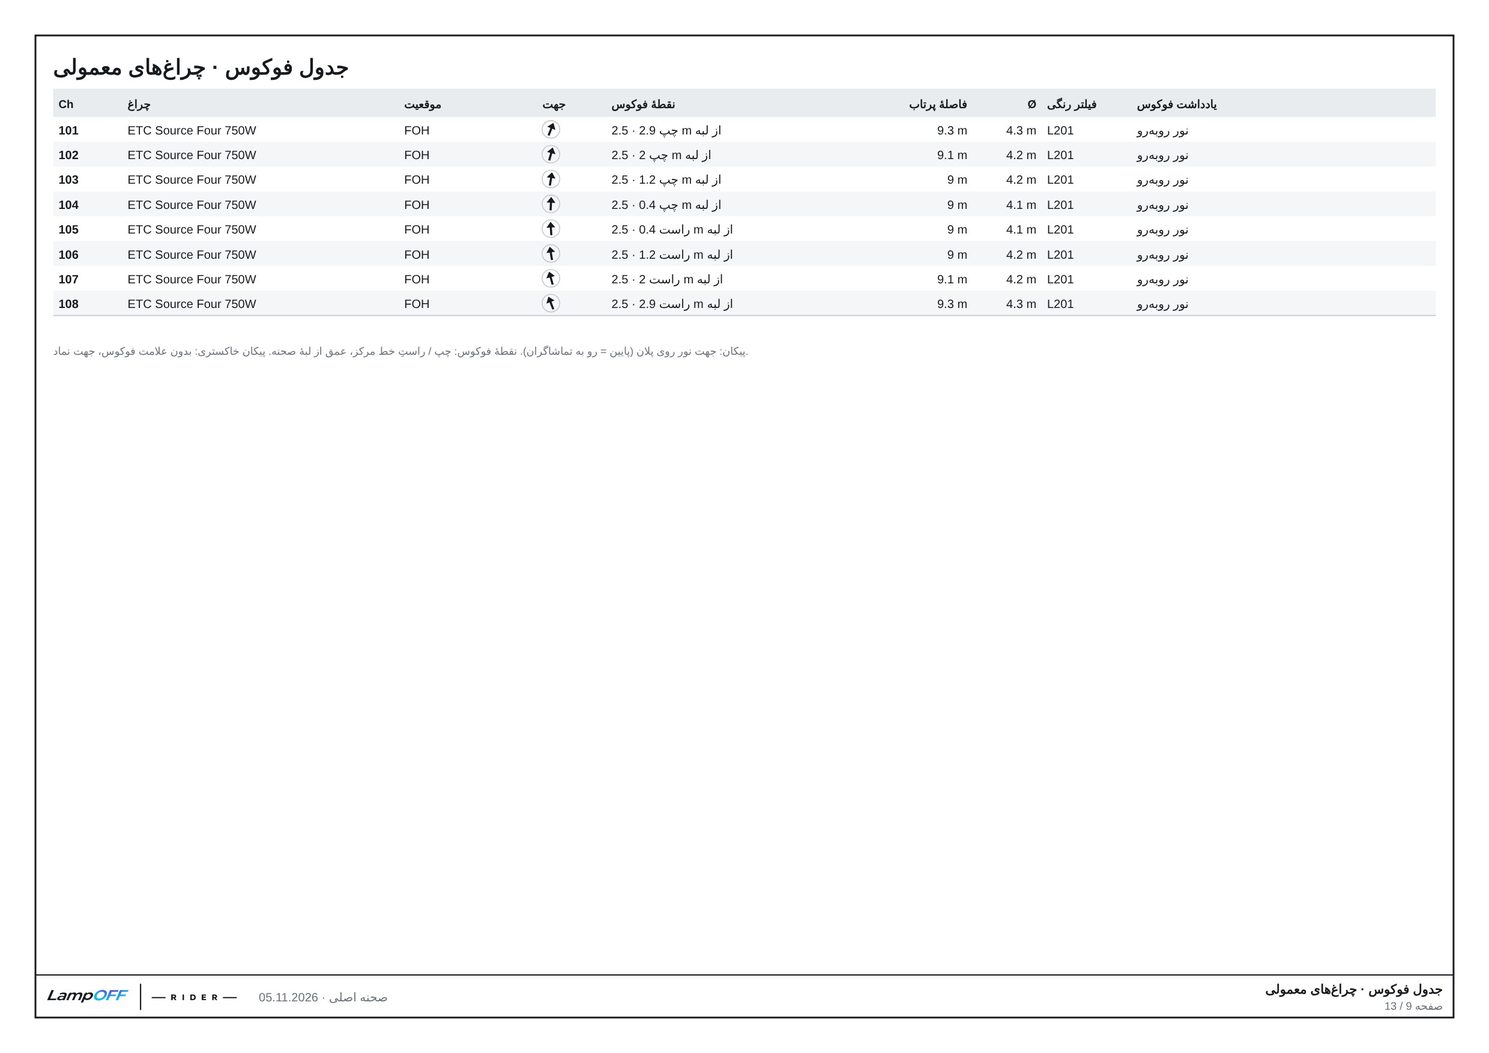 جدول فوکوس · چراغ‌های معمولی
Ch چراغ موقعیت جهت نقطهٔ فوکوس فاصلهٔ پرتاب Ø فیلتر رنگی یادداشت فوکوس
101 ETC Source Four 750W FOH 2.5 · 2.9 چپ m از لبه 9.3 m 4.3 m L201 نور روبه‌رو
102 ETC Source Four 750W FOH 2.5 · 2 چپ m از لبه 9.1 m 4.2 m L201 نور روبه‌رو
103 ETC Source Four 750W FOH 2.5 · 1.2 چپ m از لبه 9 m 4.2 m L201 نور روبه‌رو
104 ETC Source Four 750W FOH 2.5 · 0.4 چپ m از لبه 9 m 4.1 m L201 نور روبه‌رو
105 ETC Source Four 750W FOH 2.5 · 0.4 راست m از لبه 9 m 4.1 m L201 نور روبه‌رو
106 ETC Source Four 750W FOH 2.5 · 1.2 راست m از لبه 9 m 4.2 m L201 نور روبه‌رو
107 ETC Source Four 750W FOH 2.5 · 2 راست m از لبه 9.1 m 4.2 m L201 نور روبه‌رو
108 ETC Source Four 750W FOH 2.5 · 2.9 راست m از لبه 9.3 m 4.3 m L201 نور روبه‌رو
پیکان: جهت نور روی پلان (پایین = رو به تماشاگران). نقطهٔ فوکوس: چپ / راستِ خط مرکز، عمق از لبهٔ صحنه. پیکان خاکستری: بدون علامت فوکوس، جهت نماد.
LampOFF RIDER صحنه اصلی · 05.11.2026
جدول فوکوس · چراغ‌های معمولی
صفحه 9 / 13